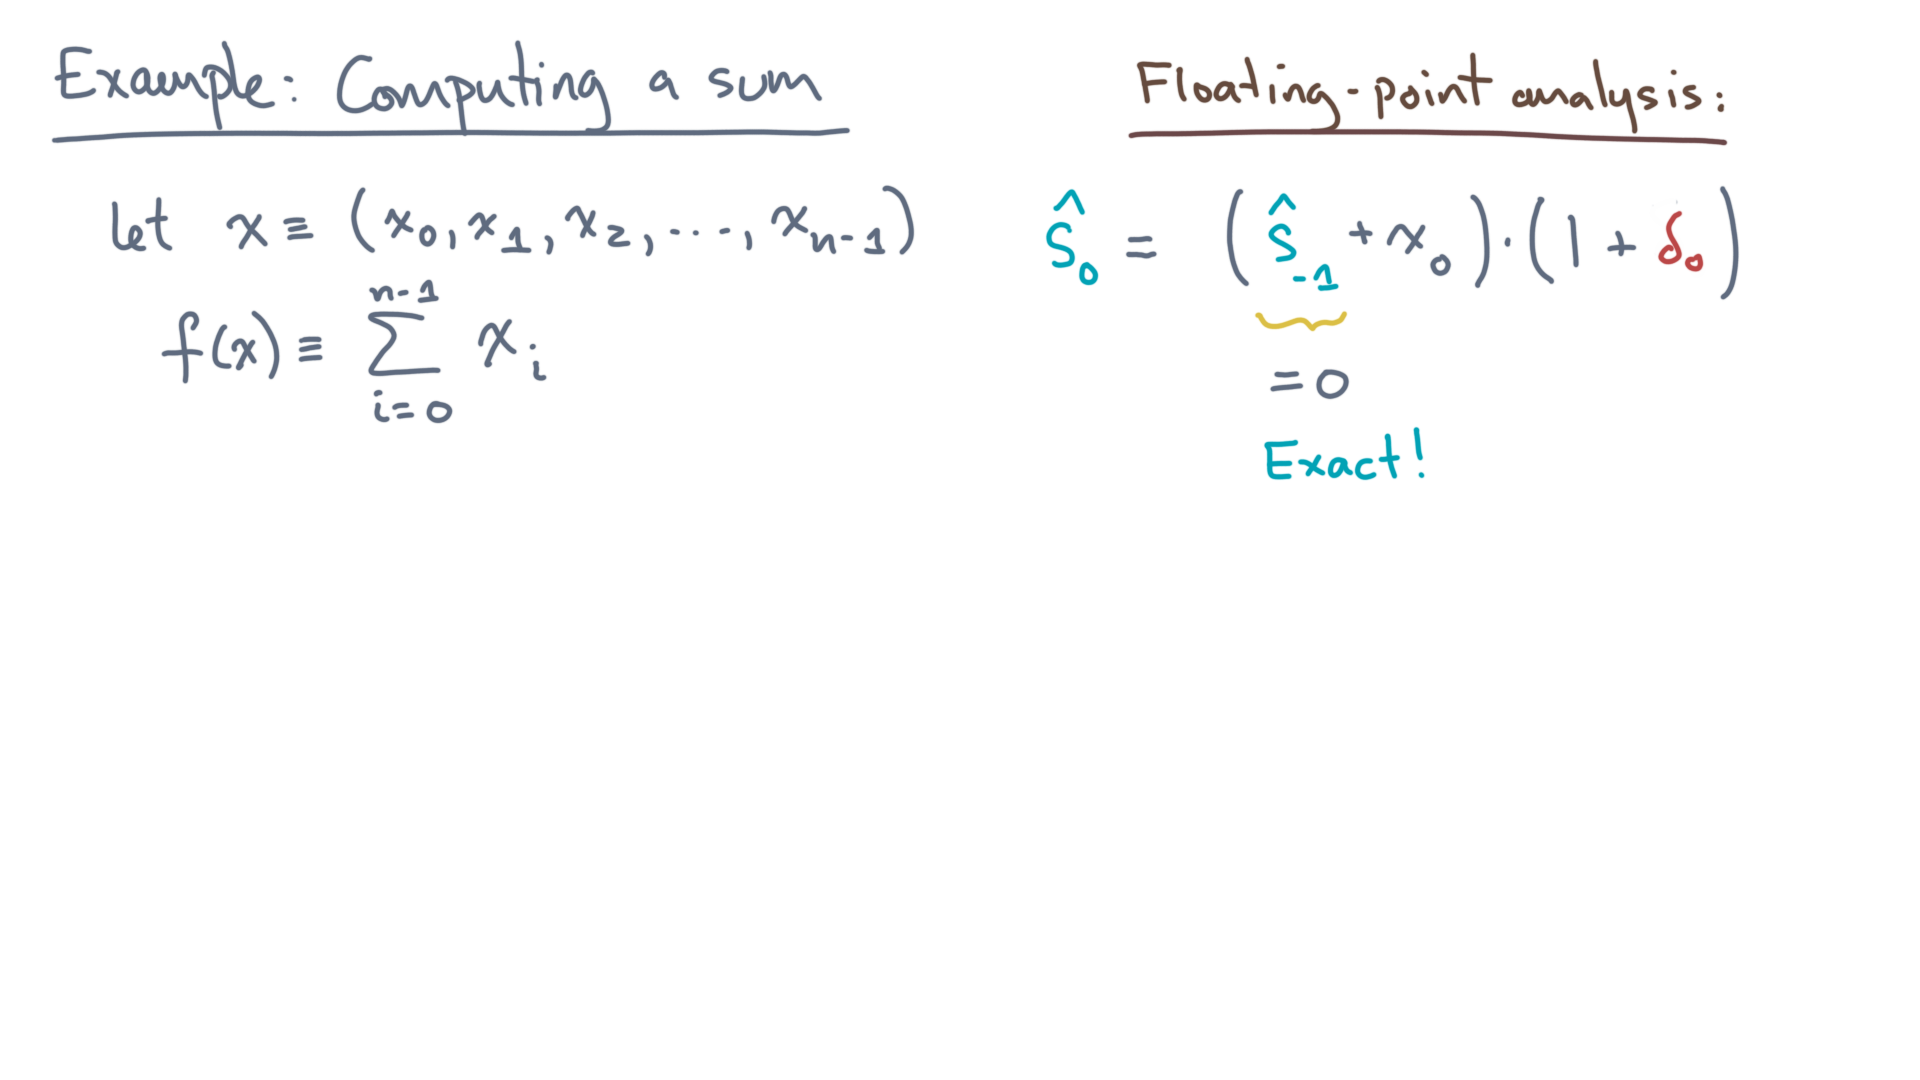 Example: Computing a sum
let x ≡ (x₀, x₁, x₂, ..., xₙ₋₁)
n-1
f(x) ≡ ∑ xᵢ
i=0
Floating-point analysis:
ŝ₀ = (ŝ₋₁ + x₀)·(1 + δ₀)
=0
Exact!